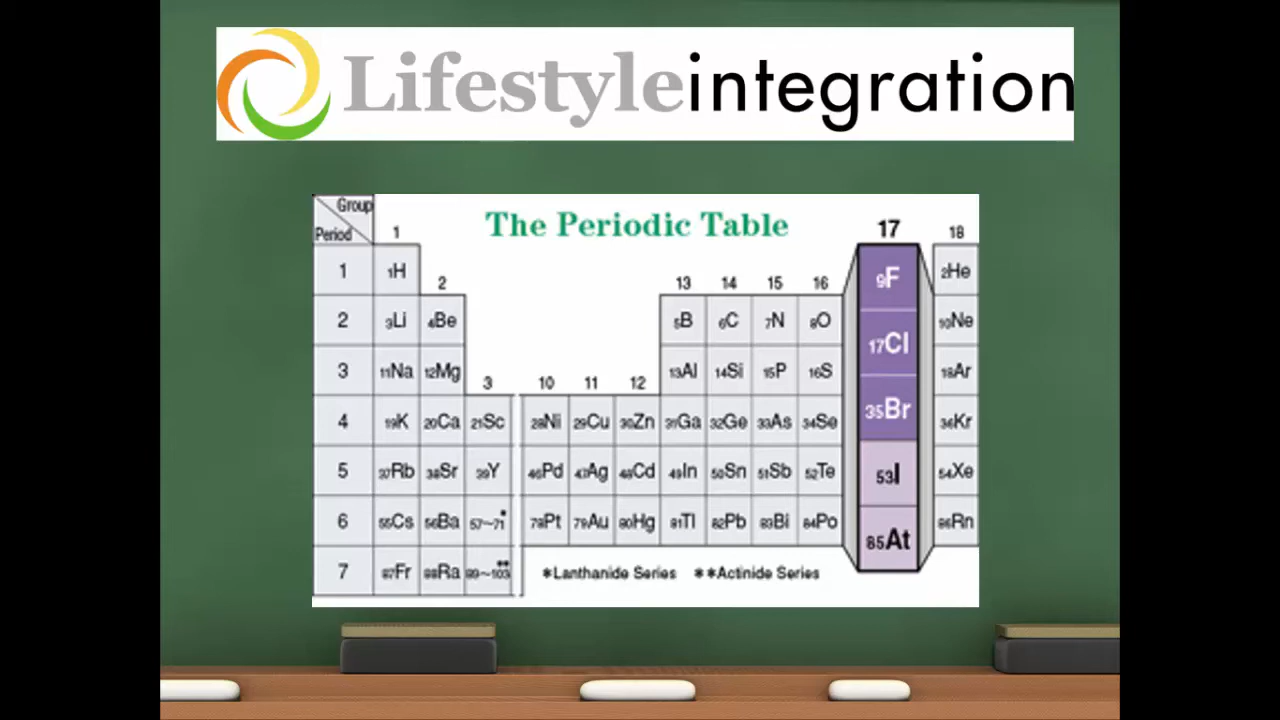 Lifestyleintegration
Group
Period
The Periodic Table
1 2 3 10 11 12 13 14 15 16 17 18
1 1H 9F 2He
2 3Li 4Be 5B 6C 7N 8O 17Cl 10Ne
3 11Na 12Mg 13Al 14Si 15P 16S 35Br 18Ar
4 19K 20Ca 21Sc 28Ni 29Cu 30Zn 31Ga 32Ge 33As 34Se 36Kr
5 37Rb 38Sr 39Y 46Pd 47Ag 48Cd 49In 50Sn 51Sb 52Te 53I 54Xe
6 55Cs 56Ba 57~71* 78Pt 79Au 80Hg 81Tl 82Pb 83Bi 84Po 85At 86Rn
7 87Fr 88Ra 89~103**
*Lanthanide Series **Actinide Series